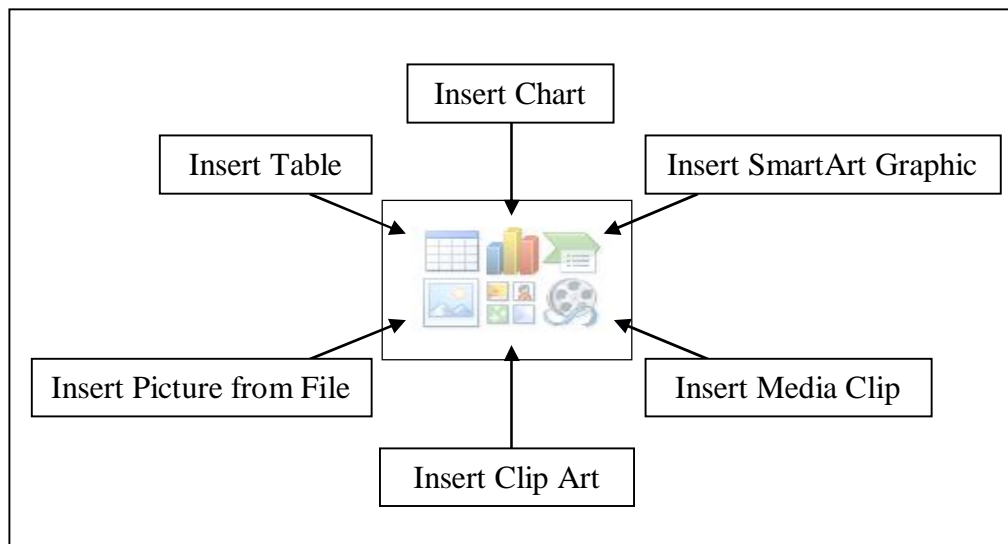 Insert Chart
Insert Table
Insert SmartArt Graphic
Insert Picture from File
Insert Media Clip
Insert Clip Art